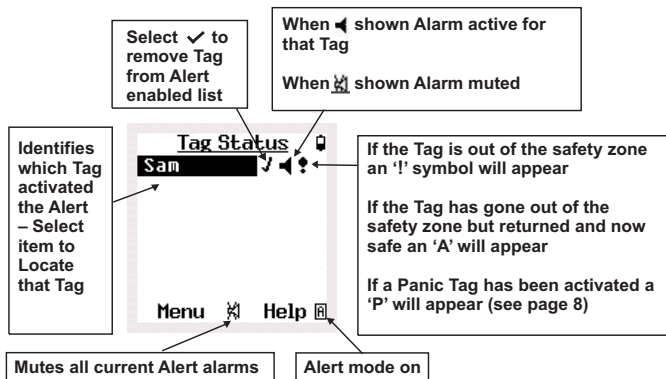 Select ✓ to
remove Tag
from Alert
enabled list
When shown Alarm active for
that Tag
When shown Alarm muted
Identifies
which Tag
activated
the Alert
– Select
item to
Locate
that Tag
Tag Status
Sam ✓ !
If the Tag is out of the safety zone
an ‘!’ symbol will appear
If the Tag has gone out of the
safety zone but returned and now
safe an ‘A’ will appear
If a Panic Tag has been activated a
‘P’ will appear (see page 8)
Menu Help A
Mutes all current Alert alarms
Alert mode on